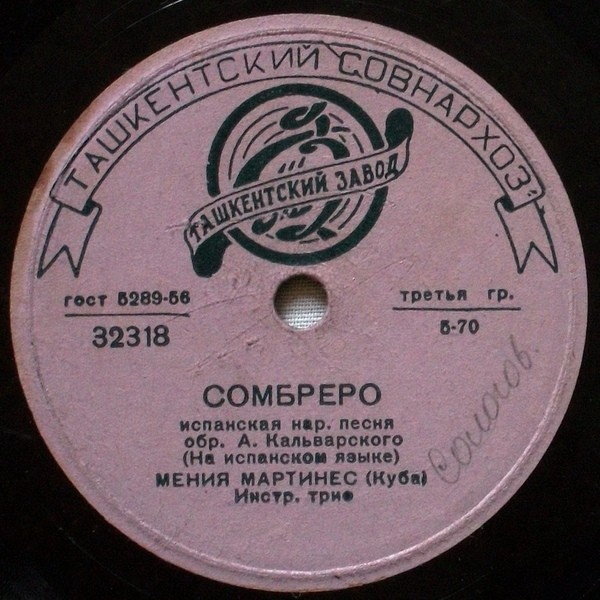 ТАШКЕНТСКИЙ СОВНАРХОЗ
ТАШКЕНТСКИЙ ЗАВОД
гост 5289-56
32318
третья гр.
5-70
СОМБРЕРО
испанская нар. песня
обр. А. Кальварского
(На испанском языке)
МЕНИЯ МАРТИНЕС (Куба)
Инстр. трио